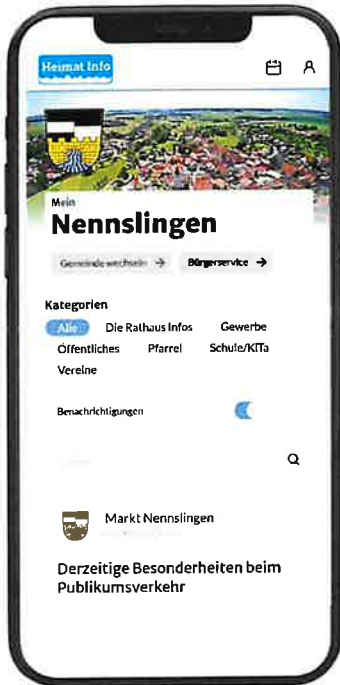 Heimat Info
Mein
Nennslingen
Gemeinde wechseln → Bürgerservice →
Kategorien
Alle Die Rathaus Infos Gewerbe
Öffentliches Pfarrei Schule/KiTa
Vereine
Benachrichtigungen
Markt Nennslingen
Derzeitige Besonderheiten beim
Publikumsverkehr